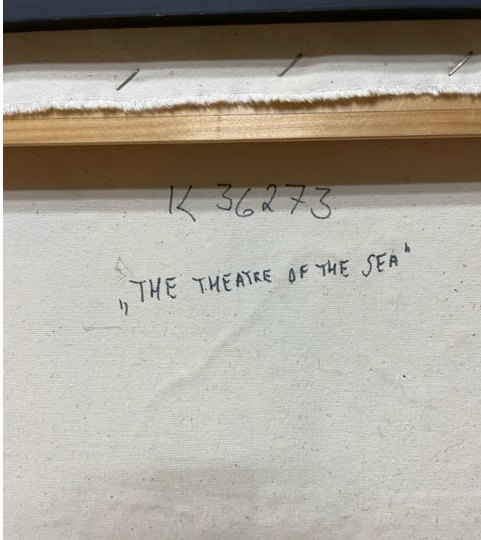 K 36273
„THE THEATRE OF THE SEA"